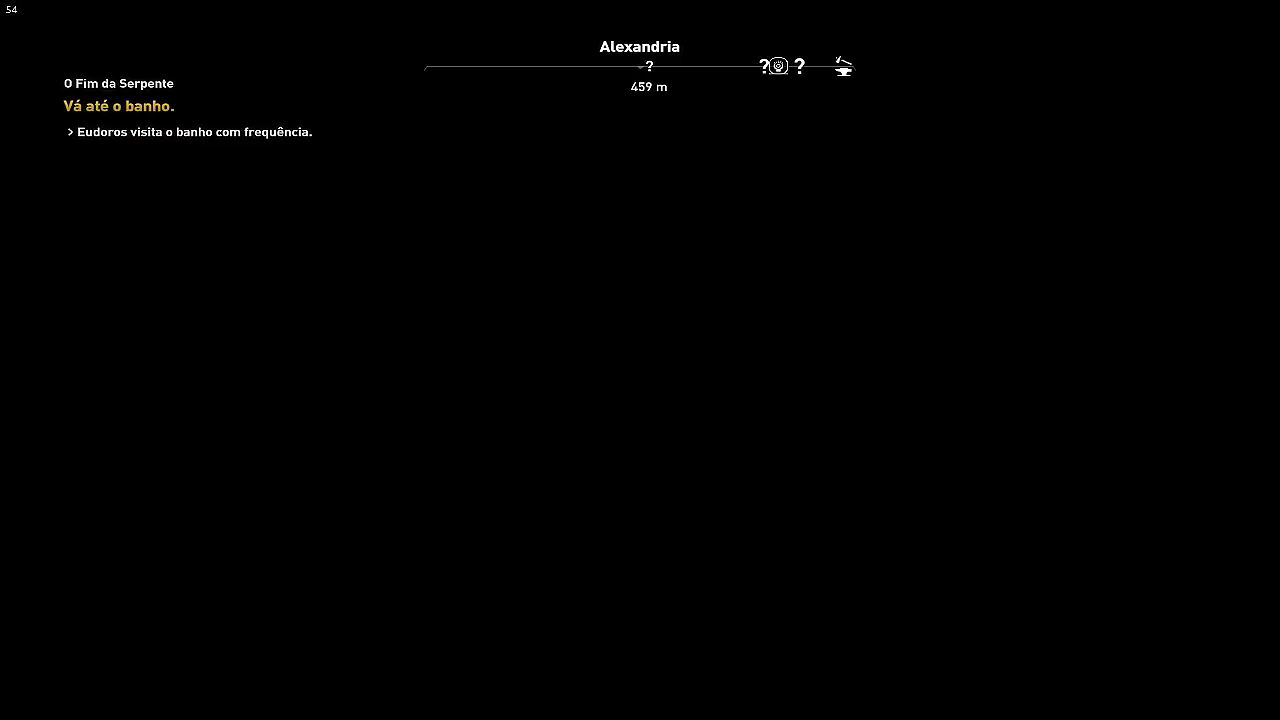 54
Alexandria
?
? ?
459 m
O Fim da Serpente
Vá até o banho.
> Eudoros visita o banho com frequência.